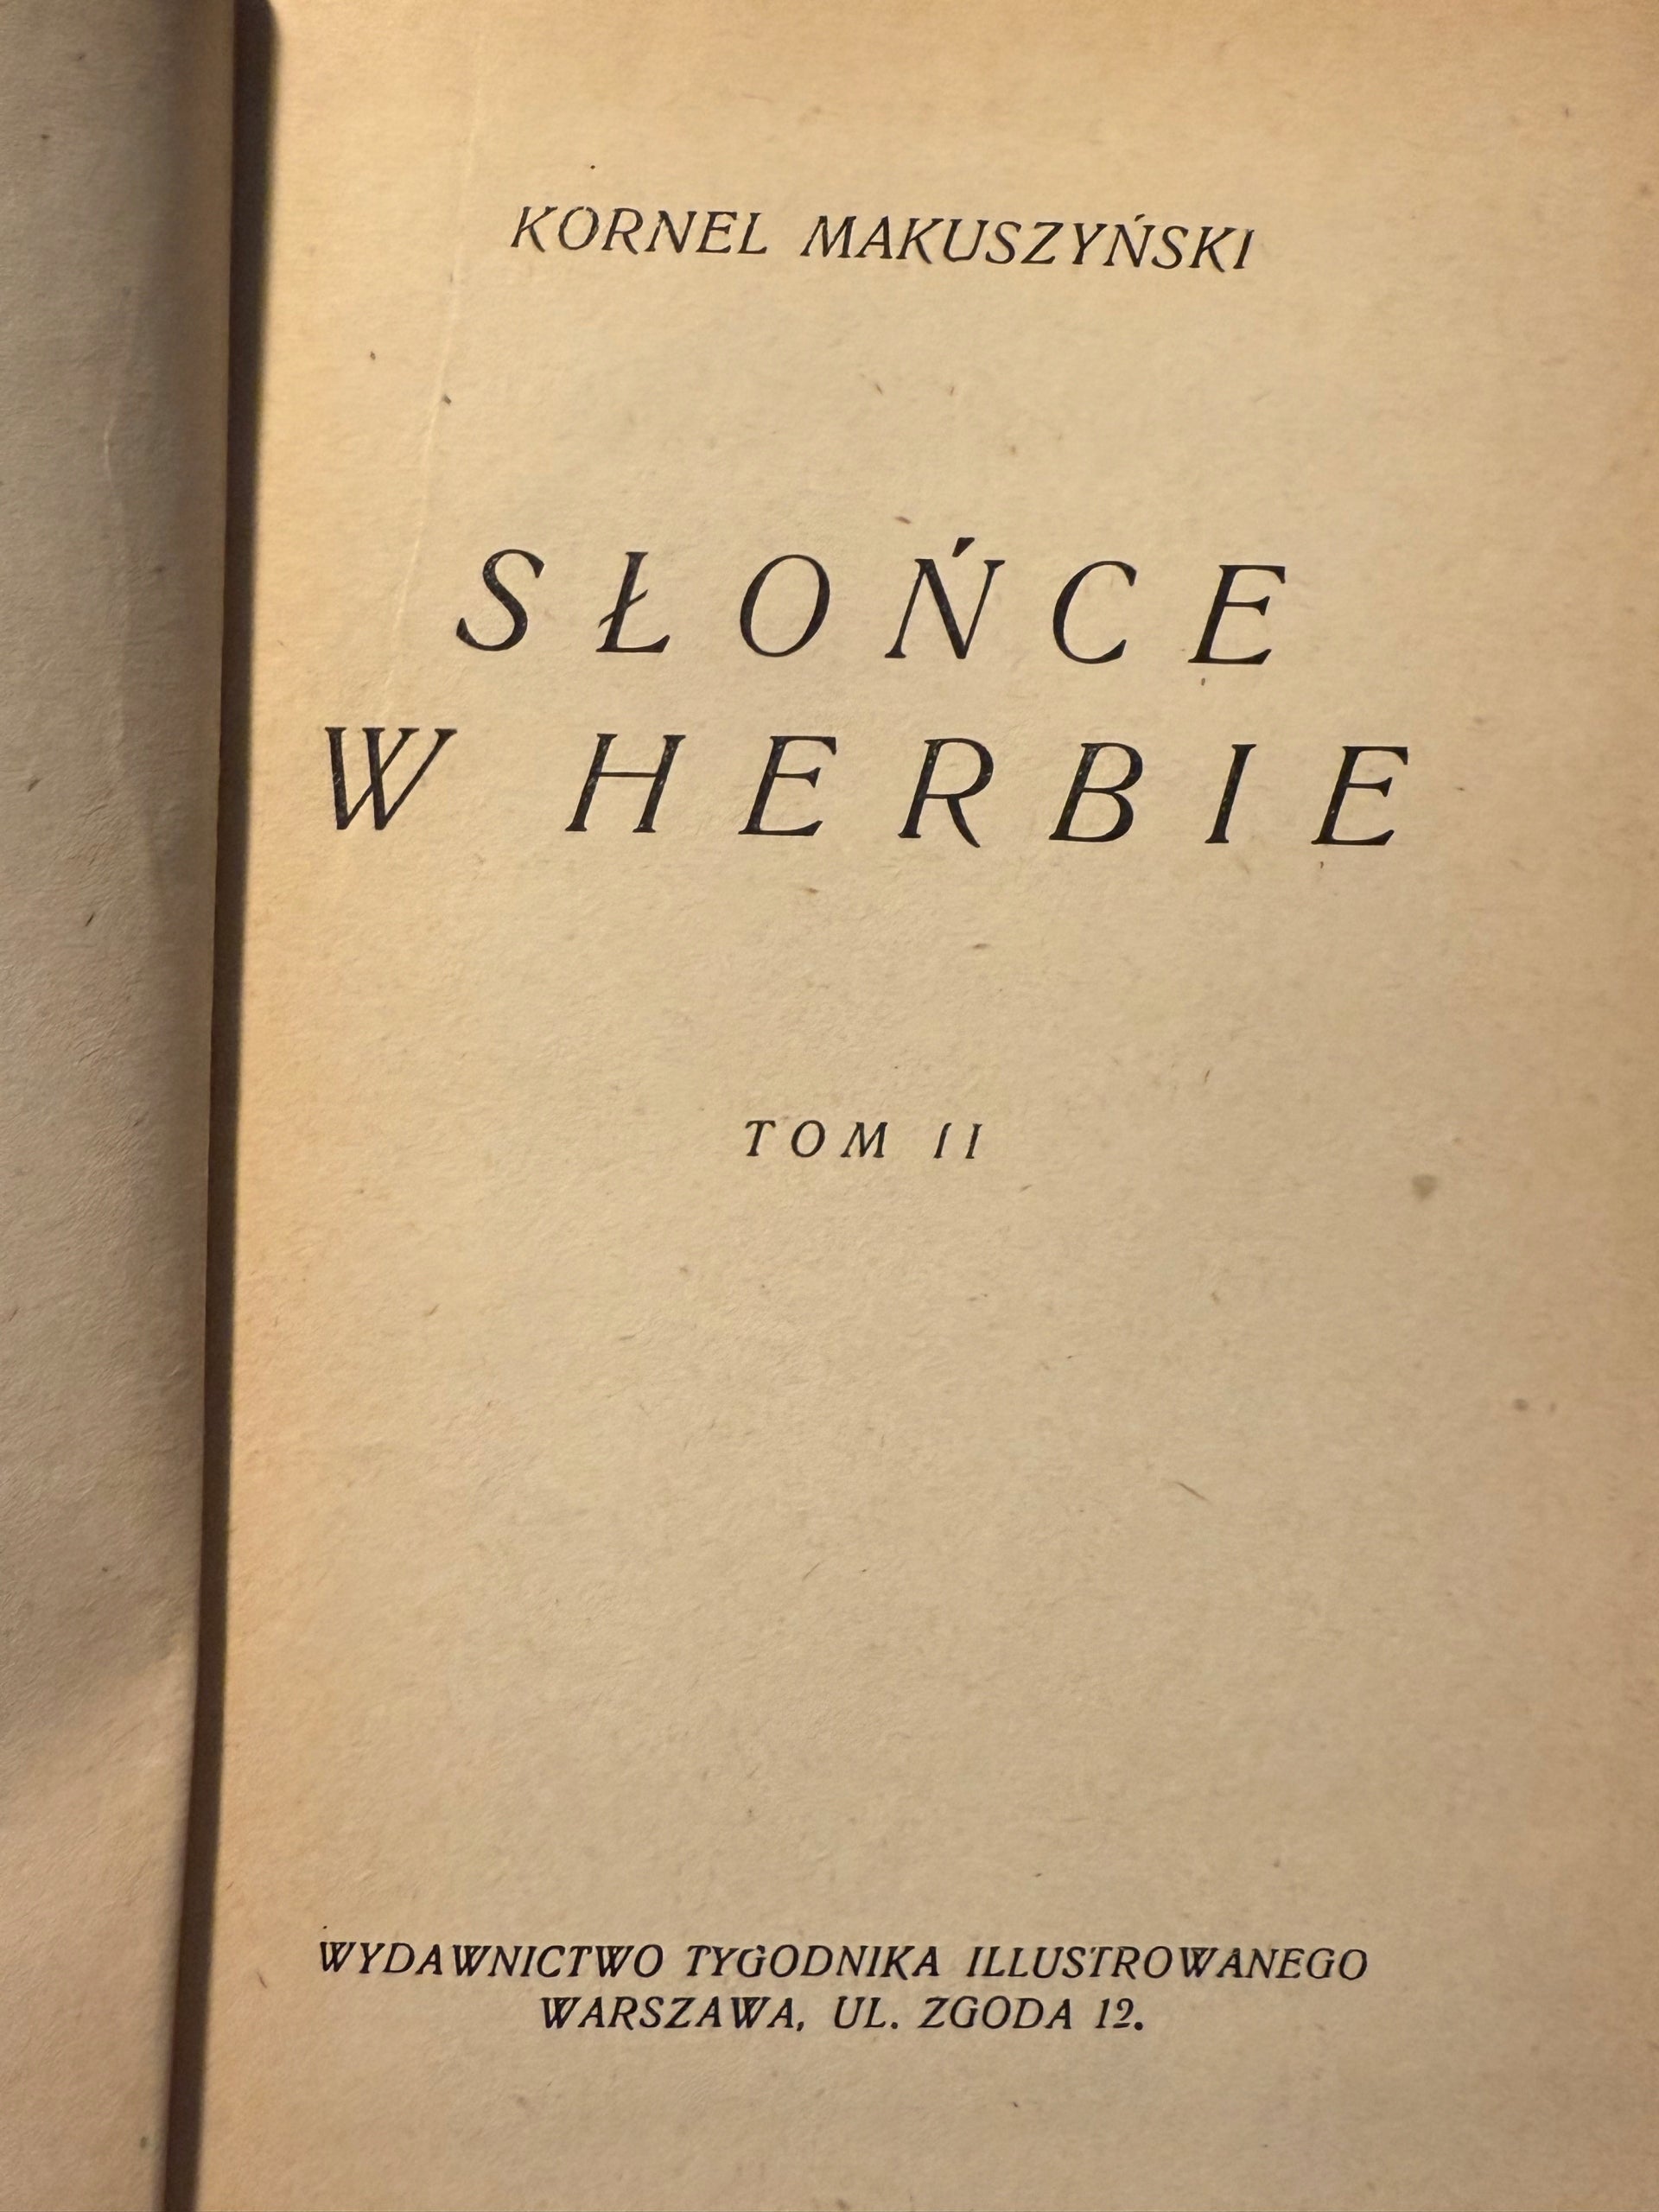 KORNEL MAKUSZYŃSKI
SŁOŃCE
W HERBIE
TOM II
WYDAWNICTWO TYGODNIKA ILLUSTROWANEGO
WARSZAWA, UL. ZGODA 12.